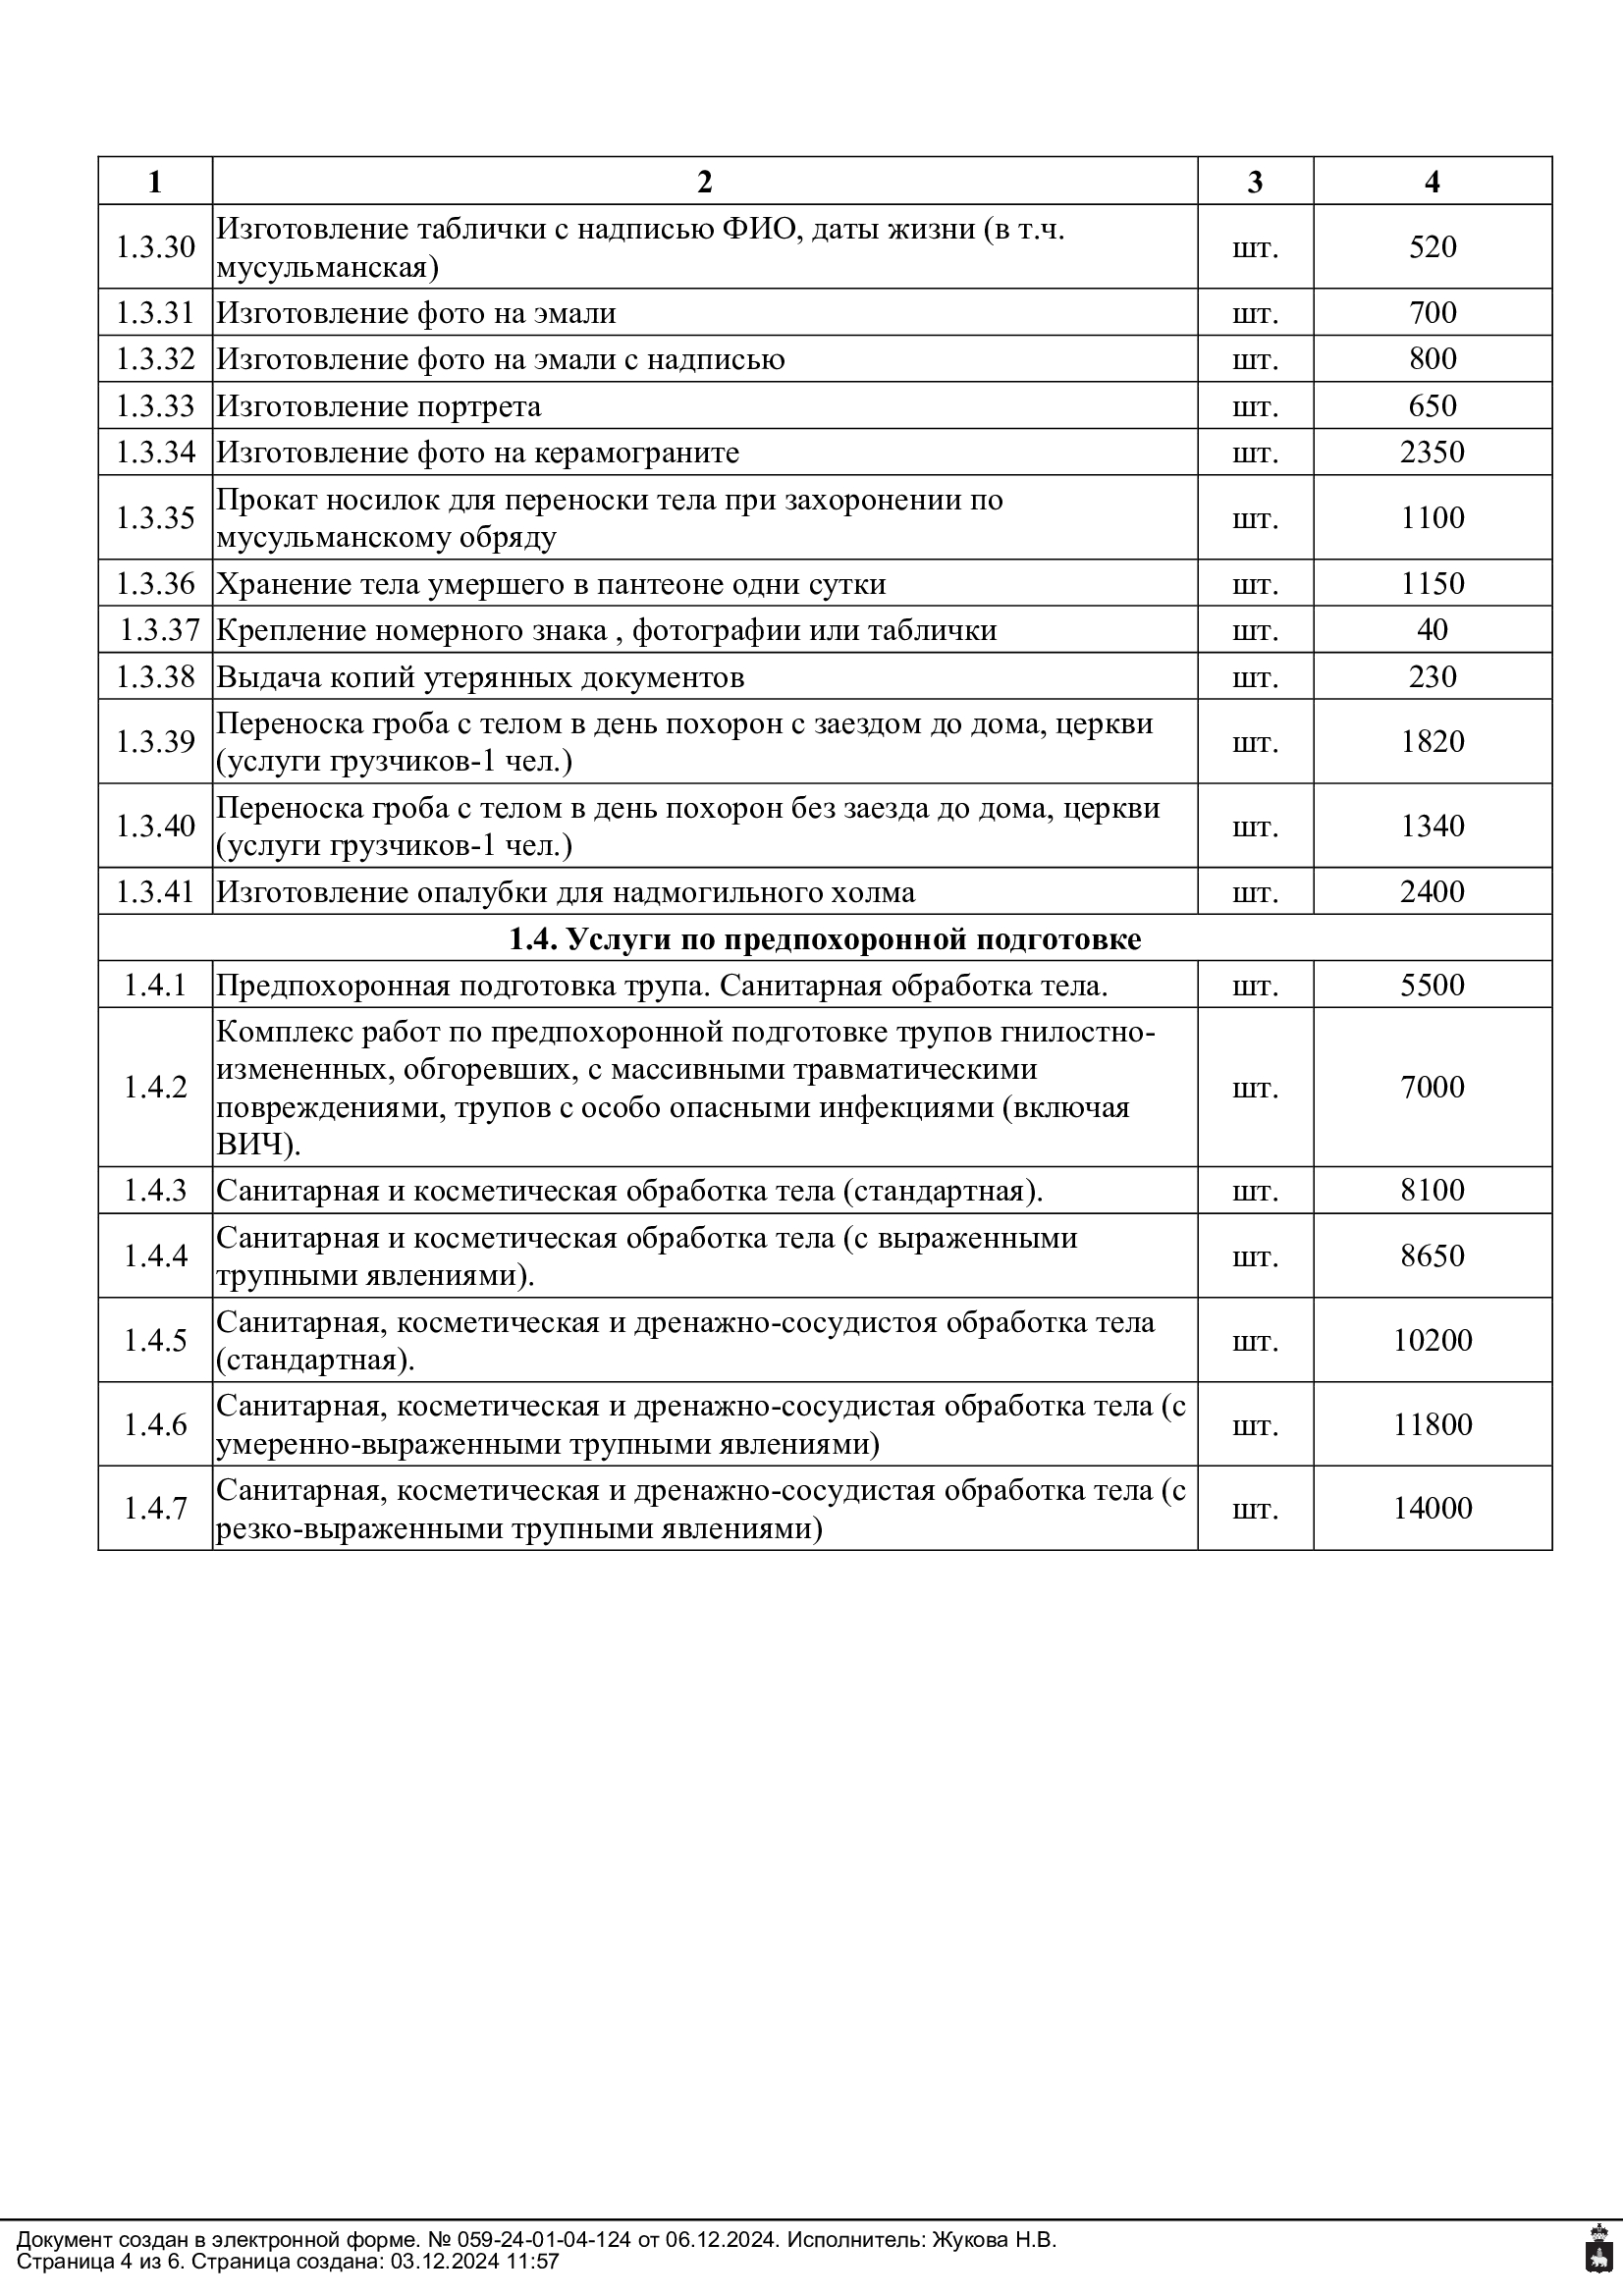 1 2 3 4
1.3.30 Изготовление таблички с надписью ФИО, даты жизни (в т.ч.
мусульманская) шт. 520
1.3.31 Изготовление фото на эмали шт. 700
1.3.32 Изготовление фото на эмали с надписью шт. 800
1.3.33 Изготовление портрета шт. 650
1.3.34 Изготовление фото на керамограните шт. 2350
1.3.35 Прокат носилок для переноски тела при захоронении по
мусульманскому обряду шт. 1100
1.3.36 Хранение тела умершего в пантеоне одни сутки шт. 1150
1.3.37 Крепление номерного знака , фотографии или таблички шт. 40
1.3.38 Выдача копий утерянных документов шт. 230
1.3.39 Переноска гроба с телом в день похорон с заездом до дома, церкви
(услуги грузчиков-1 чел.) шт. 1820
1.3.40 Переноска гроба с телом в день похорон без заезда до дома, церкви
(услуги грузчиков-1 чел.) шт. 1340
1.3.41 Изготовление опалубки для надмогильного холма шт. 2400
1.4. Услуги по предпохоронной подготовке
1.4.1 Предпохоронная подготовка трупа. Санитарная обработка тела. шт. 5500
1.4.2 Комплекс работ по предпохоронной подготовке трупов гнилостно-
измененных, обгоревших, с массивными травматическими
повреждениями, трупов с особо опасными инфекциями (включая
ВИЧ). шт. 7000
1.4.3 Санитарная и косметическая обработка тела (стандартная). шт. 8100
1.4.4 Санитарная и косметическая обработка тела (с выраженными
трупными явлениями). шт. 8650
1.4.5 Санитарная, косметическая и дренажно-сосудистоя обработка тела
(стандартная). шт. 10200
1.4.6 Санитарная, косметическая и дренажно-сосудистая обработка тела (с
умеренно-выраженными трупными явлениями) шт. 11800
1.4.7 Санитарная, косметическая и дренажно-сосудистая обработка тела (с
резко-выраженными трупными явлениями) шт. 14000
Документ создан в электронной форме. № 059-24-01-04-124 от 06.12.2024. Исполнитель: Жукова Н.В.
Страница 4 из 6. Страница создана: 03.12.2024 11:57